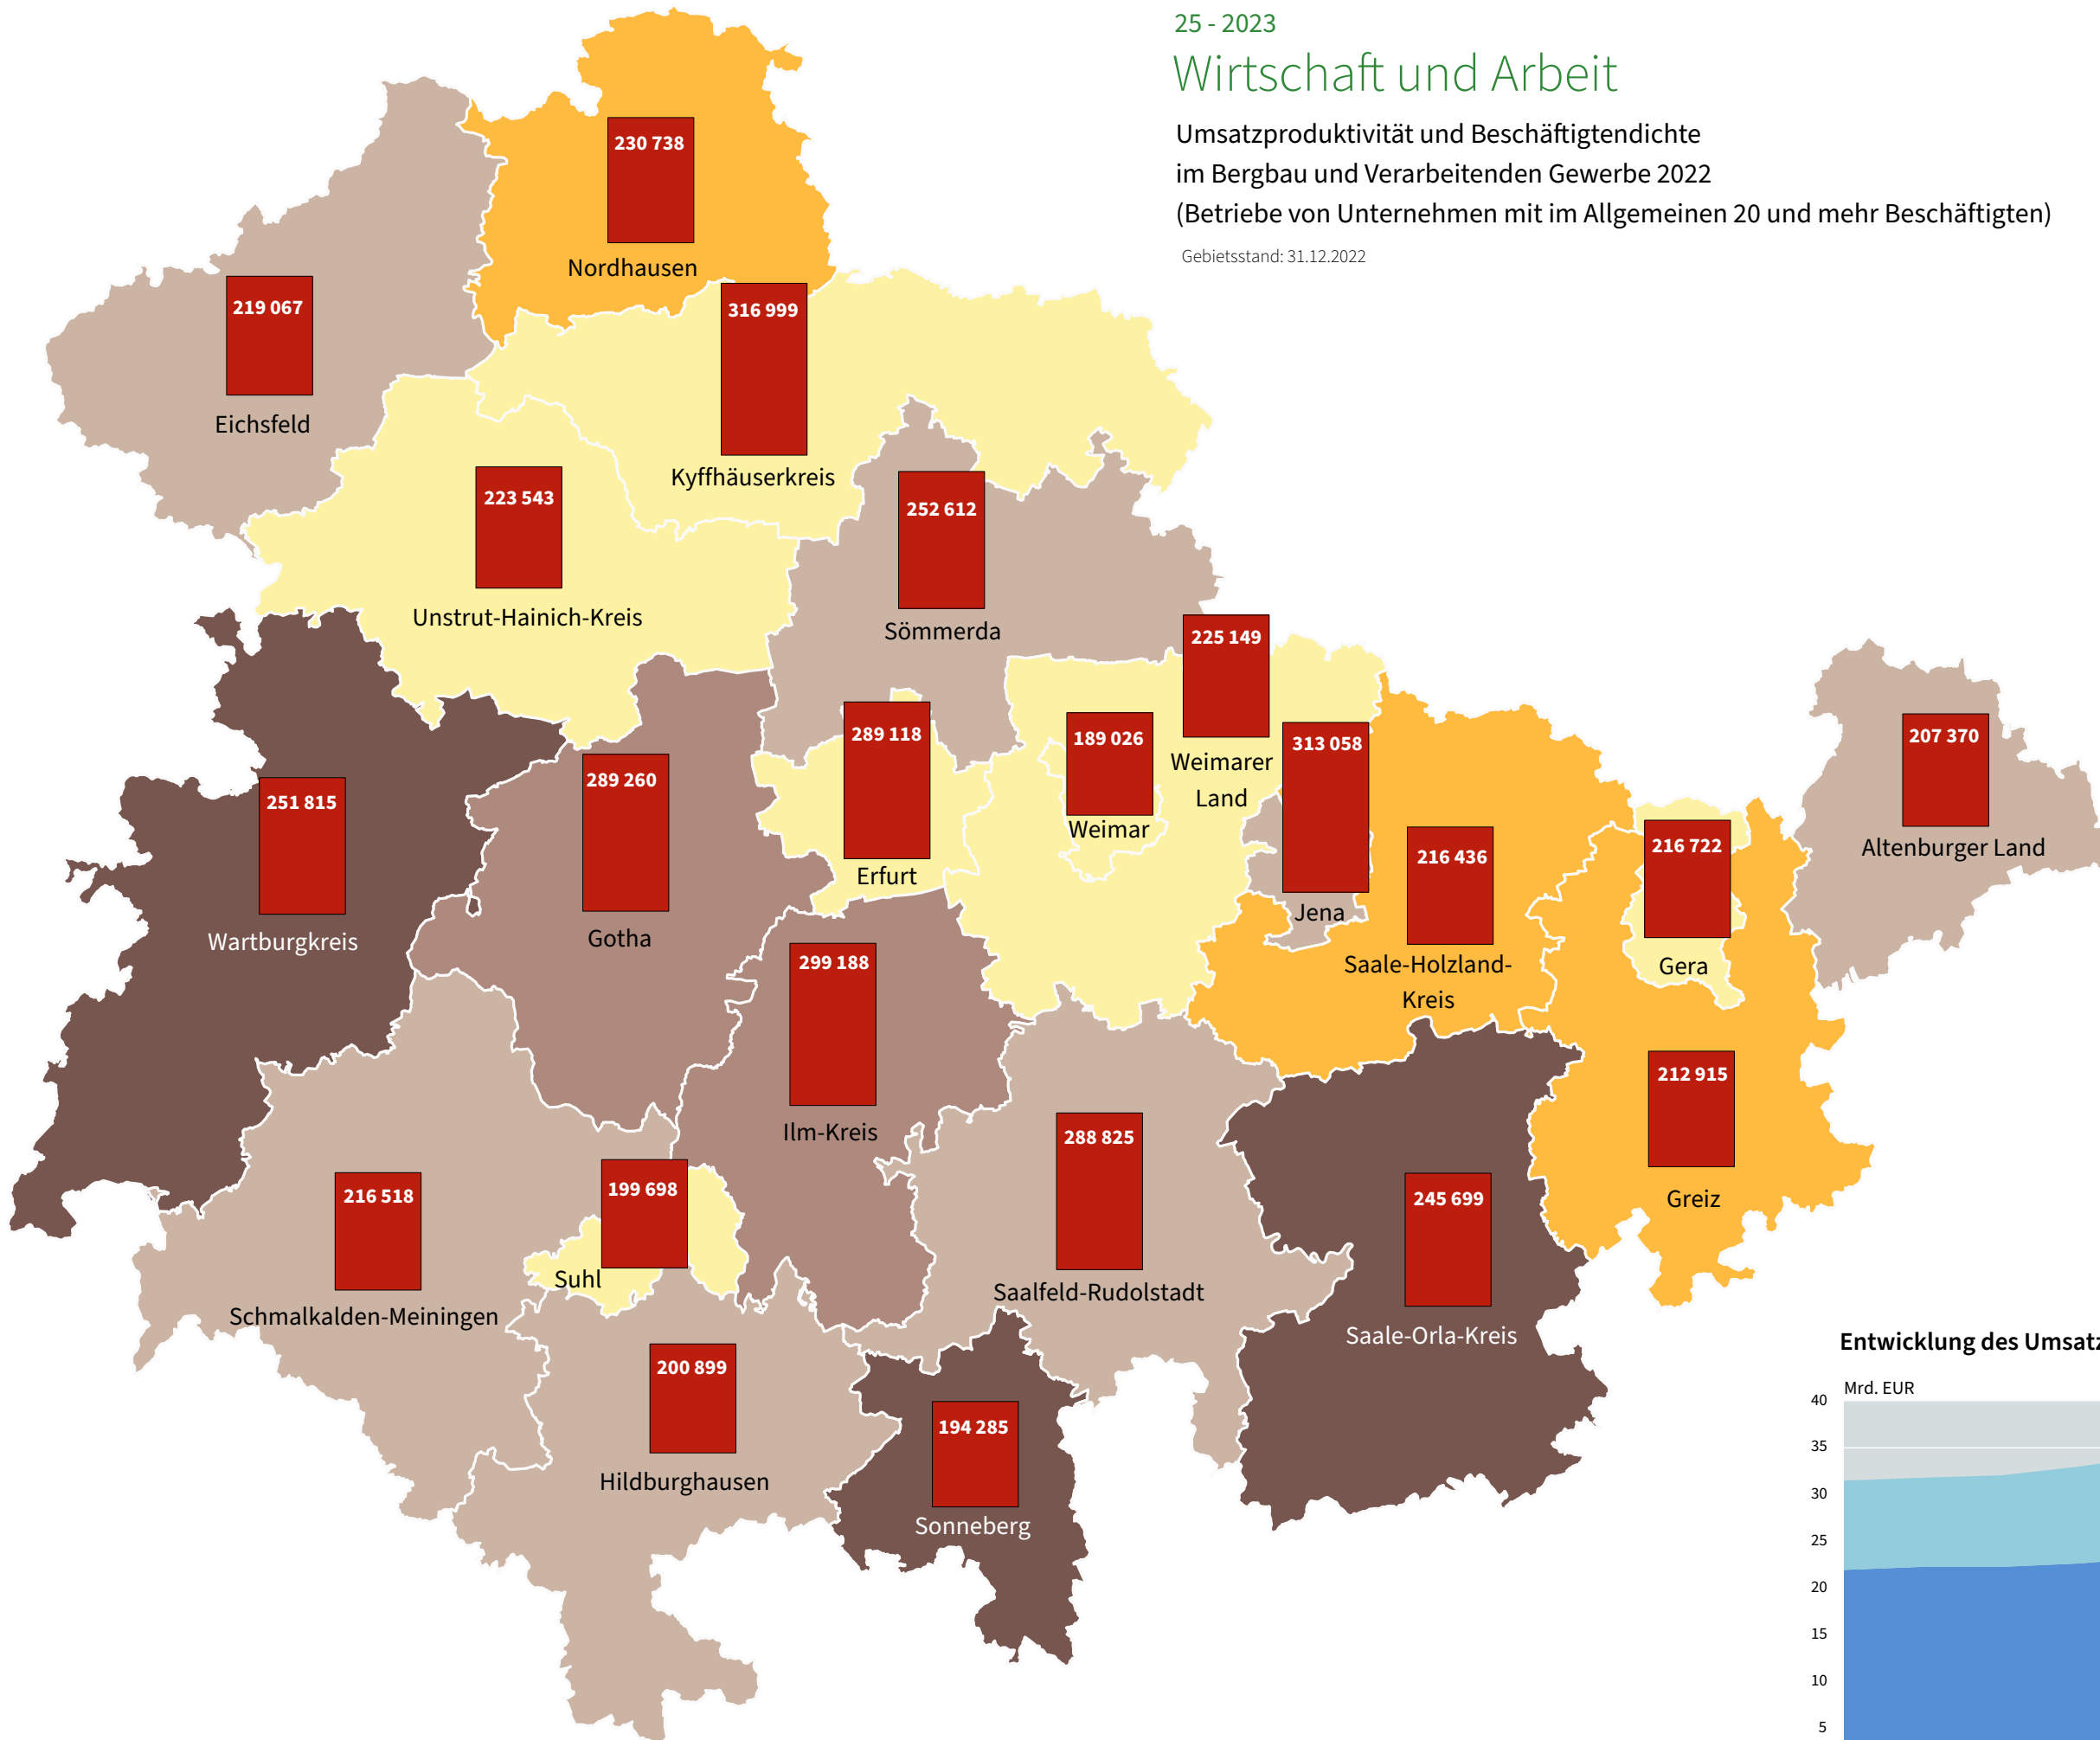 25 - 2023
Wirtschaft und Arbeit
Umsatzproduktivität und Beschäftigtendichte
im Bergbau und Verarbeitenden Gewerbe 2022
(Betriebe von Unternehmen mit im Allgemeinen 20 und mehr Beschäftigten)
Gebietsstand: 31.12.2022
230 738
Nordhausen
219 067
Eichsfeld
316 999
Kyffhäuserkreis
223 543
Unstrut-Hainich-Kreis
252 612
Sömmerda
225 149
Weimarer
Land
189 026
Weimar
289 118
Erfurt
313 058
Jena
289 260
Gotha
251 815
Wartburgkreis
216 436
Saale-Holzland-
Kreis
216 722
Gera
207 370
Altenburger Land
299 188
Ilm-Kreis
212 915
Greiz
288 825
Saalfeld-Rudolstadt
245 699
Saale-Orla-Kreis
216 518
Schmalkalden-Meiningen
199 698
Suhl
200 899
Hildburghausen
194 285
Sonneberg
Entwicklung des Umsatz
Mrd. EUR
40
35
30
25
20
15
10
5